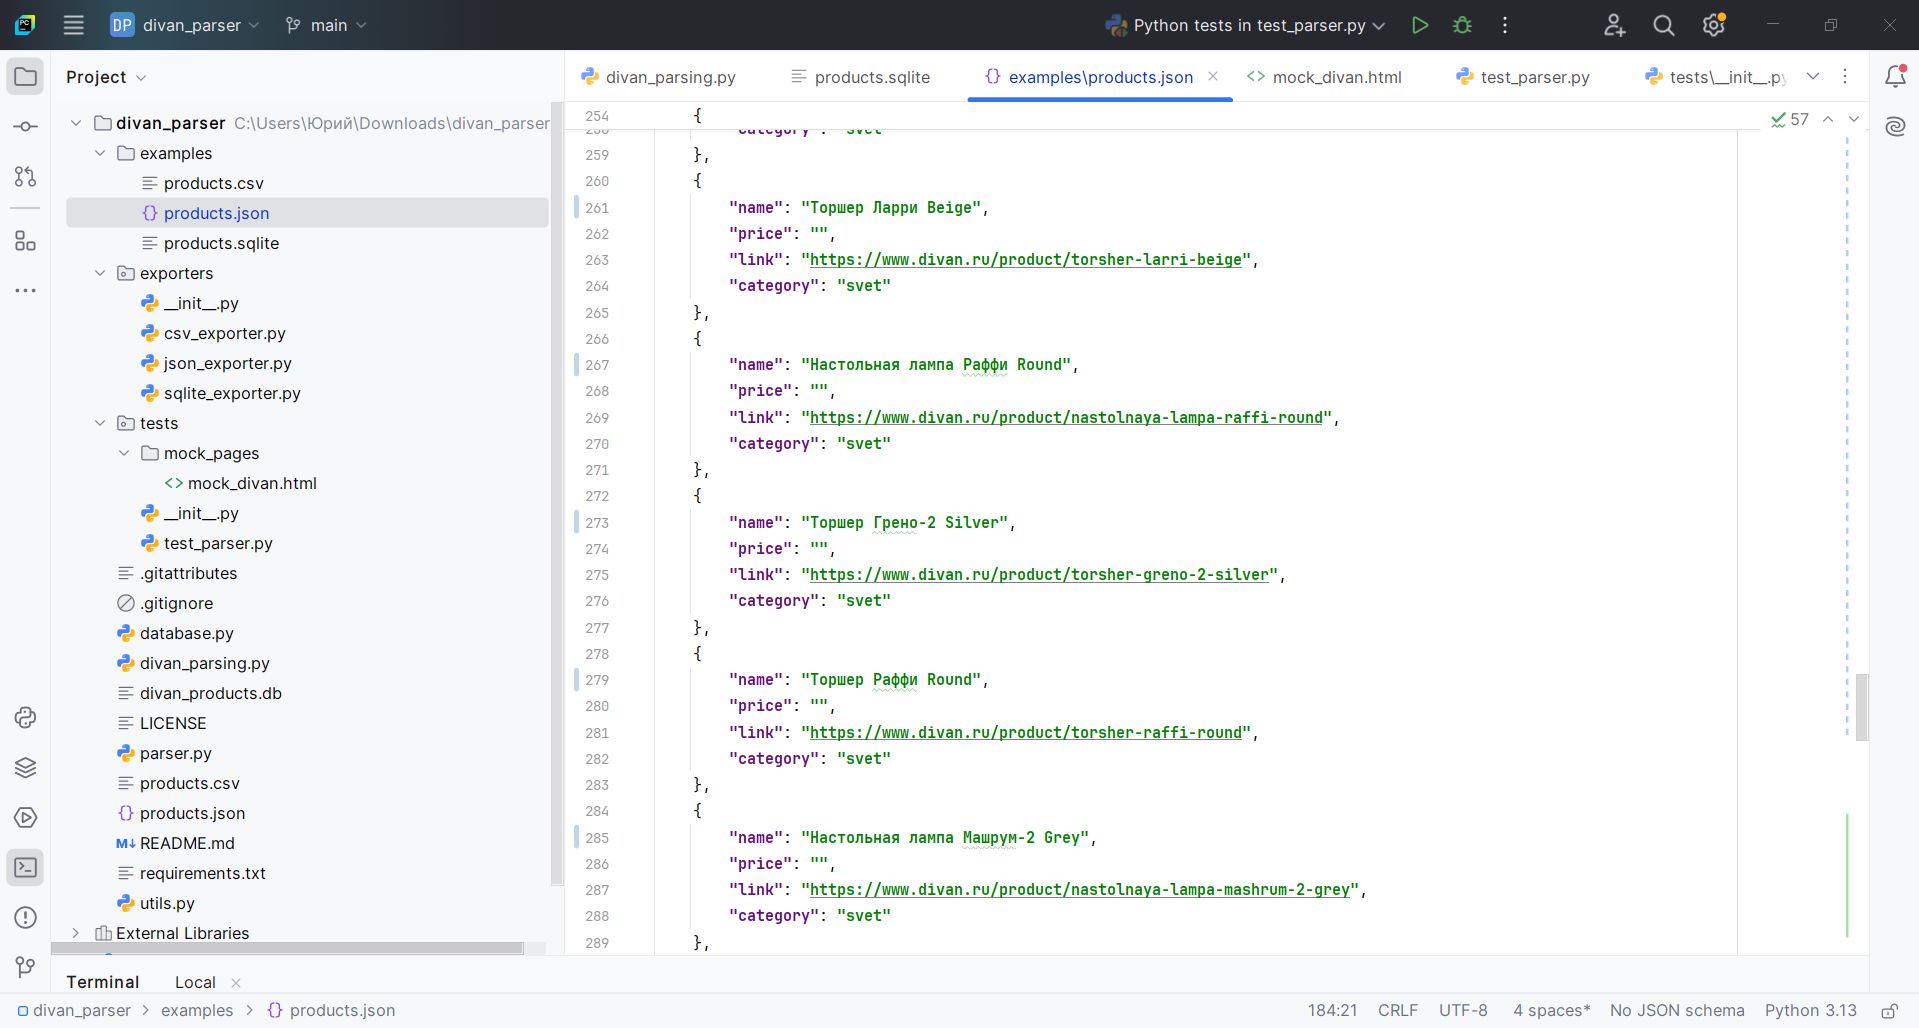 PC
DP divan_parser main Python tests in test_parser.py
Project
divan_parsing.py products.sqlite examples\products.json mock_divan.html test_parser.py tests\__init__.py
divan_parser C:\Users\Юрий\Downloads\divan_parser
examples
products.csv
products.json
products.sqlite
exporters
__init__.py
csv_exporter.py
json_exporter.py
sqlite_exporter.py
tests
mock_pages
mock_divan.html
__init__.py
test_parser.py
.gitattributes
.gitignore
database.py
divan_parsing.py
divan_products.db
LICENSE
parser.py
products.csv
products.json
M↓ README.md
requirements.txt
utils.py
External Libraries
57
254 {
258 "category": "svet"
259 },
260 {
261 "name": "Торшер Ларри Beige",
262 "price": "",
263 "link": "https://www.divan.ru/product/torsher-larri-beige",
264 "category": "svet"
265 },
266 {
267 "name": "Настольная лампа Раффи Round",
268 "price": "",
269 "link": "https://www.divan.ru/product/nastolnaya-lampa-raffi-round",
270 "category": "svet"
271 },
272 {
273 "name": "Торшер Грено-2 Silver",
274 "price": "",
275 "link": "https://www.divan.ru/product/torsher-greno-2-silver",
276 "category": "svet"
277 },
278 {
279 "name": "Торшер Раффи Round",
280 "price": "",
281 "link": "https://www.divan.ru/product/torsher-raffi-round",
282 "category": "svet"
283 },
284 {
285 "name": "Настольная лампа Машрум-2 Grey",
286 "price": "",
287 "link": "https://www.divan.ru/product/nastolnaya-lampa-mashrum-2-grey",
288 "category": "svet"
289 },
Terminal Local
divan_parser examples products.json 184:21 CRLF UTF-8 4 spaces* No JSON schema Python 3.13